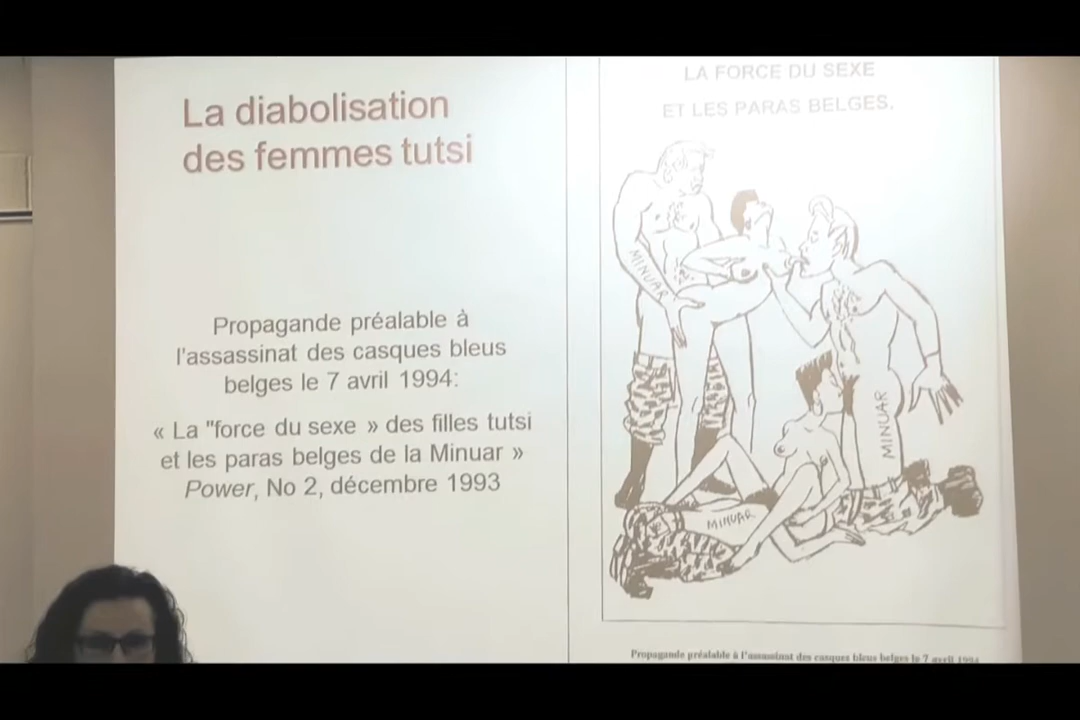 La diabolisation
des femmes tutsi
Propagande préalable à
l'assassinat des casques bleus
belges le 7 avril 1994:
« La "force du sexe » des filles tutsi
et les paras belges de la Minuar »
Power, No 2, décembre 1993
LA FORCE DU SEXE
ET LES PARAS BELGES.
MINUAR
MINUAR
MINUAR
Propagande préalable à l'assassinat des casques bleus belges le 7 avril 1994